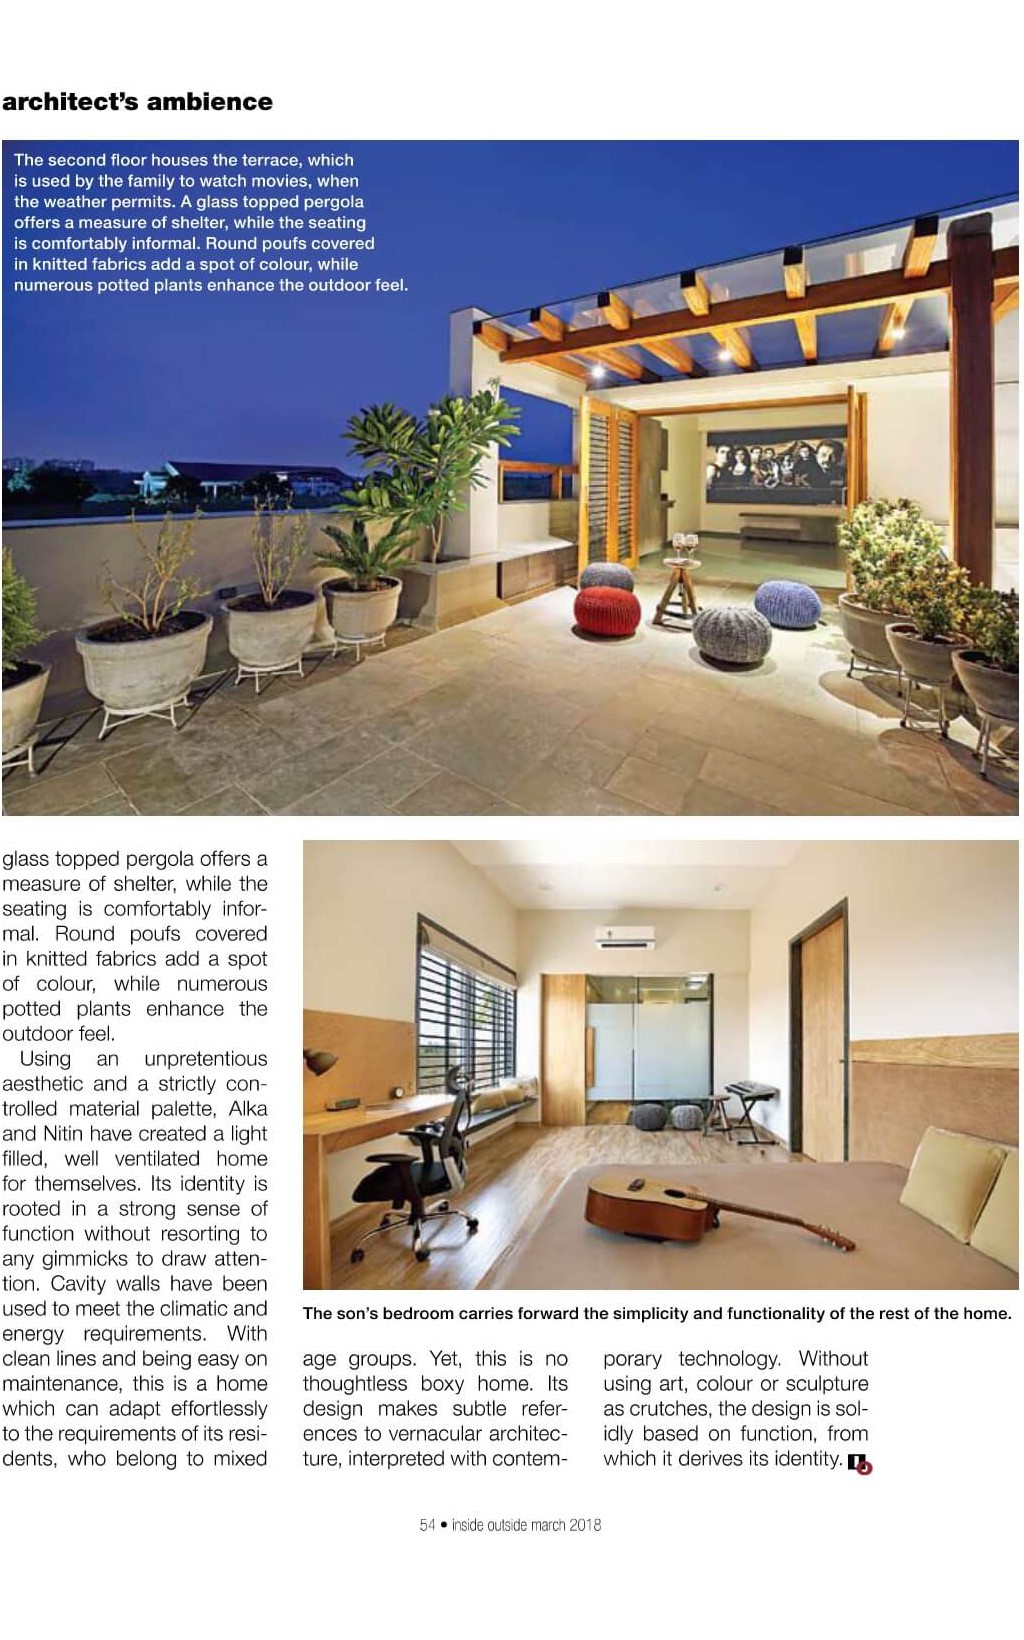 architect's ambience
The second floor houses the terrace, which
is used by the family to watch movies, when
the weather permits. A glass topped pergola
offers a measure of shelter, while the seating
is comfortably informal. Round poufs covered
in knitted fabrics add a spot of colour, while
numerous potted plants enhance the outdoor feel.
LUCK
glass topped pergola offers a
measure of shelter, while the
seating is comfortably infor-
mal. Round poufs covered
in knitted fabrics add a spot
of colour, while numerous
potted plants enhance the
outdoor feel.
Using an unpretentious
aesthetic and a strictly con-
trolled material palette, Alka
and Nitin have created a light
filled, well ventilated home
for themselves. Its identity is
rooted in a strong sense of
function without resorting to
any gimmicks to draw atten-
tion. Cavity walls have been
used to meet the climatic and
energy requirements. With
clean lines and being easy on
maintenance, this is a home
which can adapt effortlessly
to the requirements of its resi-
dents, who belong to mixed
The son's bedroom carries forward the simplicity and functionality of the rest of the home.
age groups. Yet, this is no
thoughtless boxy home. Its
design makes subtle refer-
ences to vernacular architec-
ture, interpreted with contem-
porary technology. Without
using art, colour or sculpture
as crutches, the design is sol-
idly based on function, from
which it derives its identity.
54 • inside outside march 2018